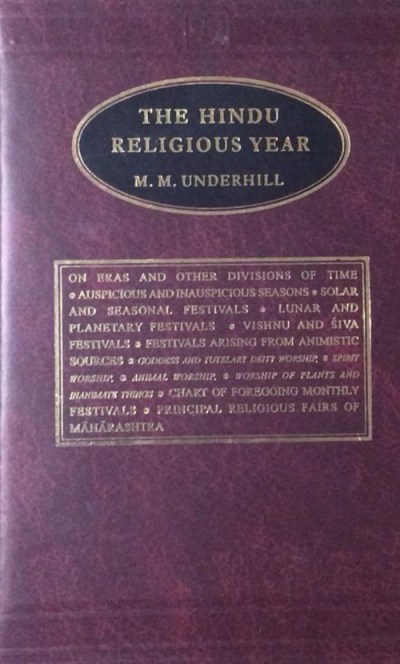 THE HINDU
RELIGIOUS YEAR
M. M. UNDERHILL
ON ERAS AND OTHER DIVISIONS OF TIME
• AUSPICIOUS AND INAUSPICIOUS SEASONS • SOLAR
AND SEASONAL FESTIVALS • LUNAR AND
PLANETARY FESTIVALS • VISHNU AND ŚIVA
FESTIVALS • FESTIVALS ARISING FROM ANIMISTIC
SOURCES • GODDESS AND TUTELARY DEITY WORSHIP, • SPIRIT
WORSHIP, • ANIMAL WORSHIP, • WORSHIP OF PLANTS AND
INANIMATE THINGS • CHART OF FOREGOING MONTHLY
FESTIVALS • PRINCIPAL RELIGIOUS FAIRS OF
MĀHĀRASHTRA